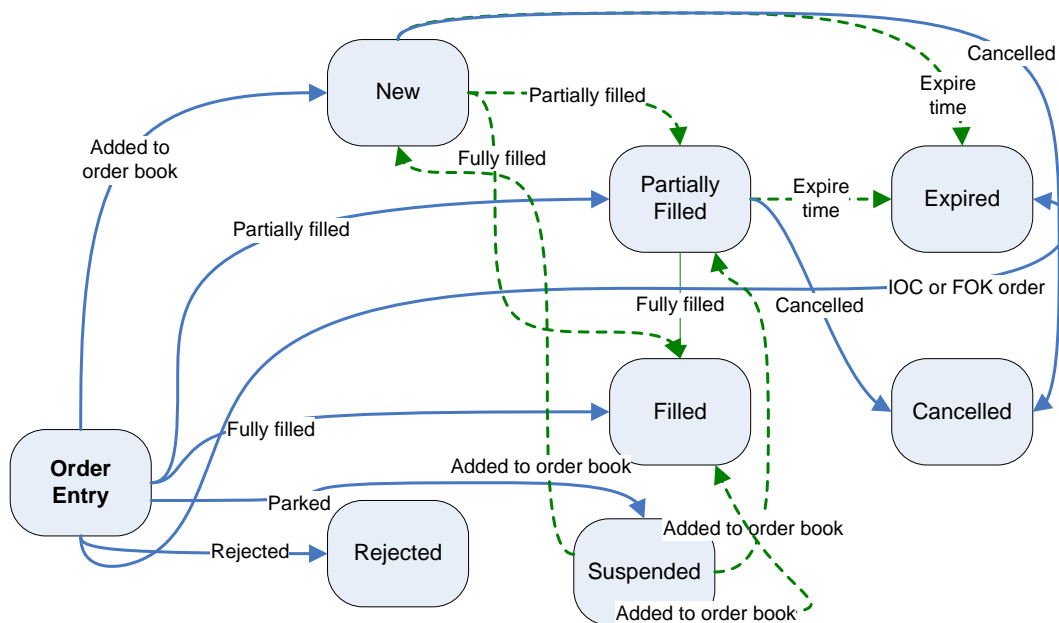 Cancelled
New
Partially filled
Expire
time
Added to
order book
Fully filled
Partially
Filled
Expire
time
Expired
Partially filled
IOC or FOK order
Fully filled
Cancelled
Filled
Cancelled
Fully filled
Order
Entry
Added to order book
Parked
Added to order book
Rejected
Rejected
Suspended
Added to order book